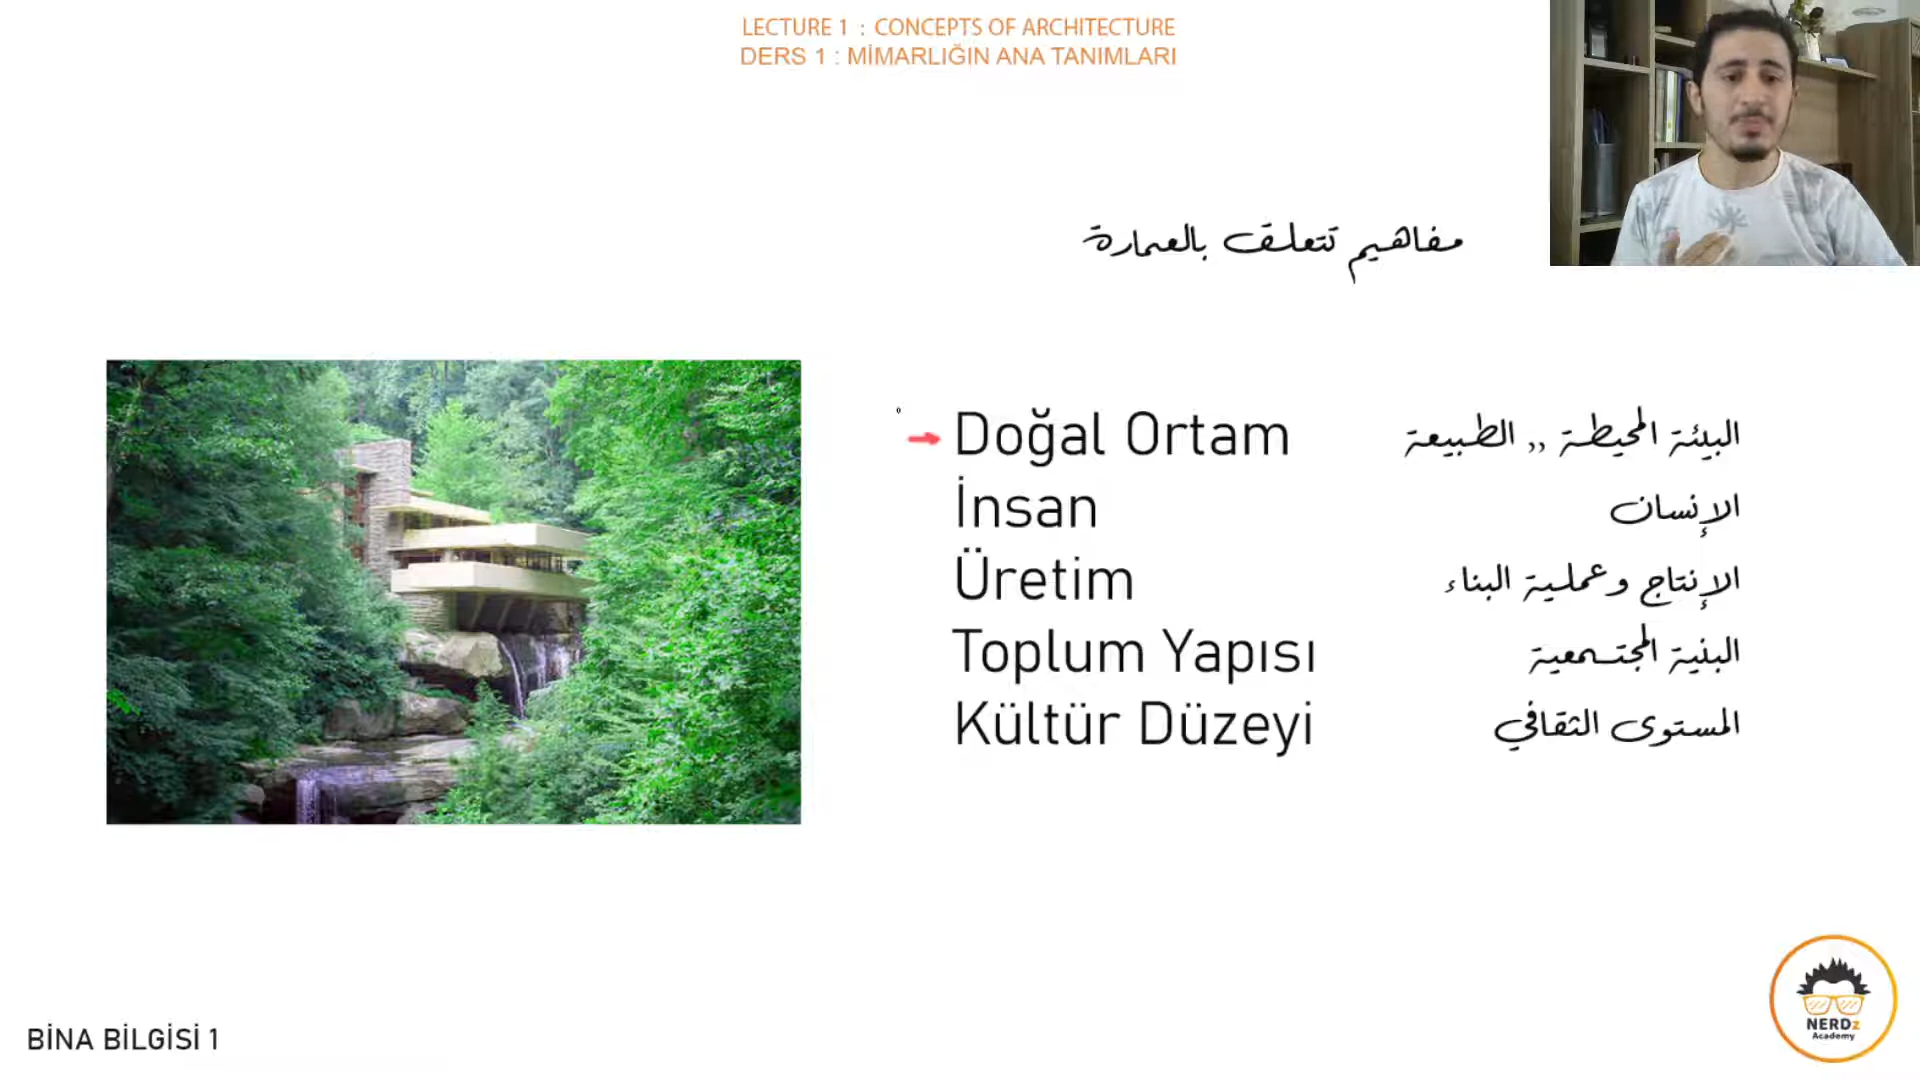 LECTURE 1 : CONCEPTS OF ARCHITECTURE
DERS 1 : MİMARLIĞIN ANA TANIMLARI
مفاهيم تتعلق بالعمارة
Doğal Ortam البيئة المحيطة ,, الطبيعة
İnsan الإنسان
Üretim الإنتاج وعملية البناء
Toplum Yapısı البنية المجتمعية
Kültür Düzeyi المستوى الثقافي
BİNA BİLGİSİ 1
NERDz
Academy